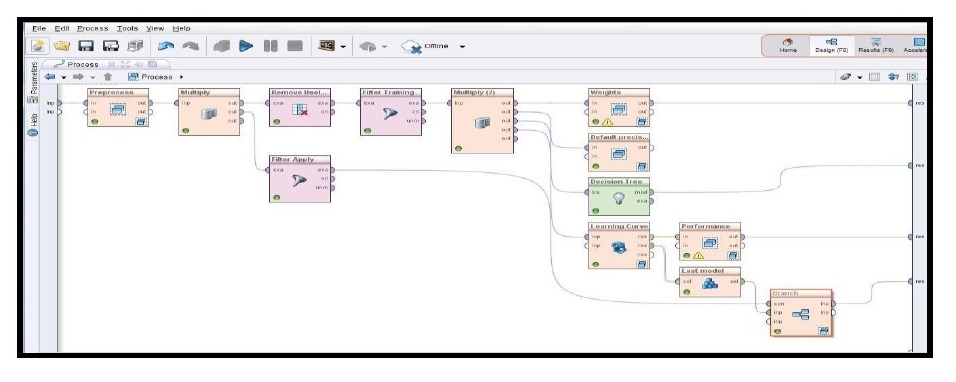 File Edit Process Tools View Help
Offline
Home Design (F8) Results (F9) Acceler
Process
Process
Parameters
Help
inp
res
Preprocess
in out
in out
Multiply
inp out
out
out
Remove Usel...
exa exa
ori
Filter Training
exa exa
ori
unm
Multiply (2)
inp out
out
out
out
out
Weights
in out
in out
Default precis...
in out
in
Filter Apply
exa exa
ori
unm
res
Decision Tree
tra mod
exa
Learning Curve
inp res
inp res
res
Performance
in out
in out
res
Last model
col sel
res
Branch
con inp
inp inp
inp